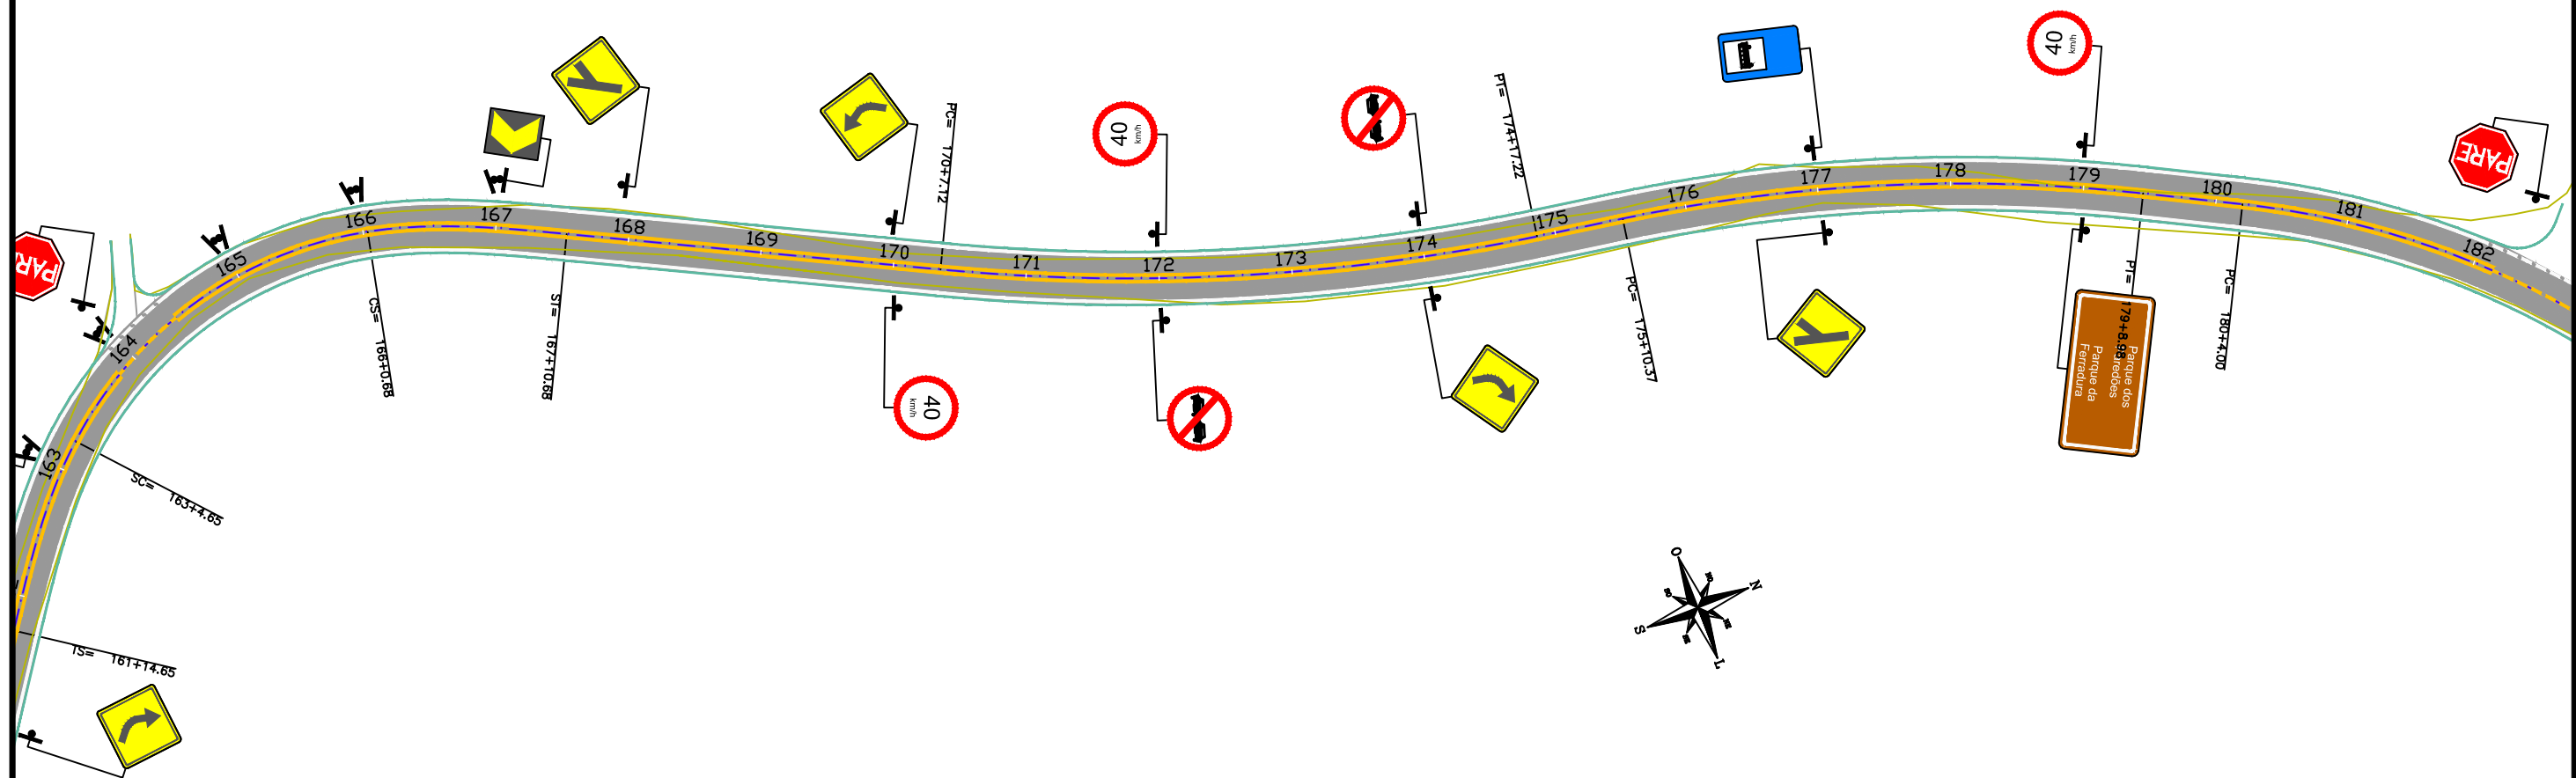 PARE
163
164
165
166
167
168
169
170
171
172
173
174
175
176
177
178
179
180
181
182
TS= 161+14.65
SC= 163+4.65
CS= 166+0.68
ST= 167+10.68
PC= 170+7.12
PT= 174+17.22
PC= 175+10.37
PT= 179+8.98
PC= 180+4.00
40
km/h
40
km/h
40
km/h
40
km/h
Parque dos
Parque da
Ferradura
PARE
O
N
S
L